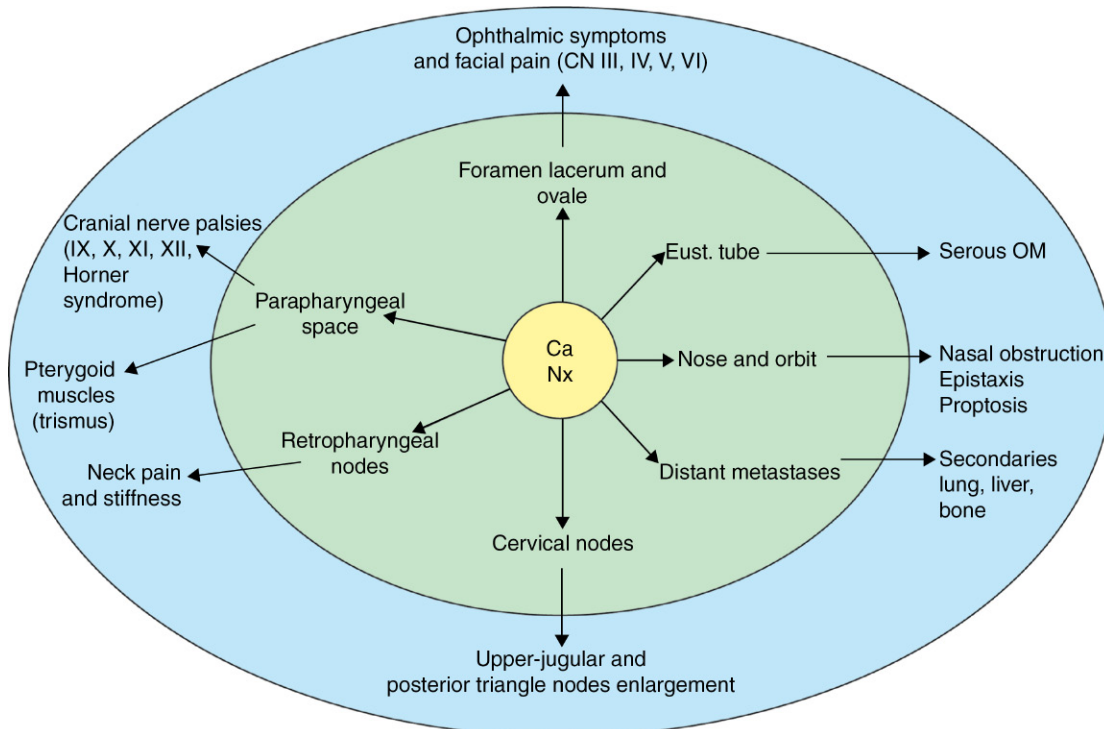 Ophthalmic symptoms
and facial pain (CN III, IV, V, VI)
Foramen lacerum and
ovale
Cranial nerve palsies
(IX, X, XI, XII,
Horner
syndrome)
Parapharyngeal
space
Eust. tube
Serous OM
Ca
Nx
Nose and orbit
Nasal obstruction
Epistaxis
Proptosis
Pterygoid
muscles
(trismus)
Retropharyngeal
nodes
Neck pain
and stiffness
Distant metastases
Secondaries
lung, liver,
bone
Cervical nodes
Upper-jugular and
posterior triangle nodes enlargement